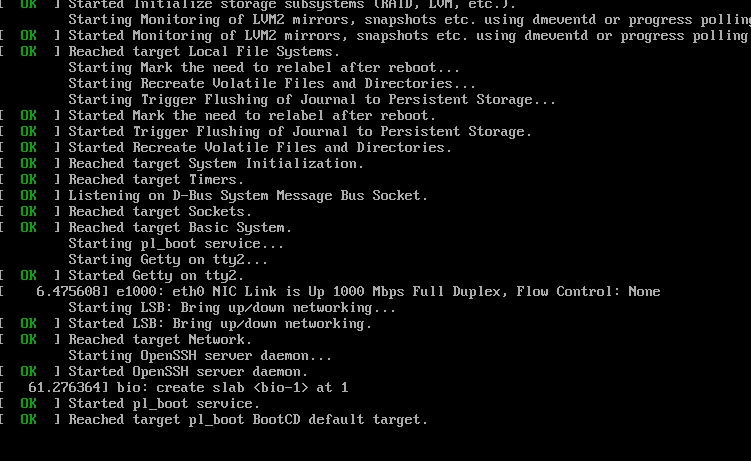 [  OK  ] Started Initialize storage subsystems (RAID, LVM, etc.).
         Starting Monitoring of LVM2 mirrors, snapshots etc. using dmeventd or progress polling
[  OK  ] Started Monitoring of LVM2 mirrors, snapshots etc. using dmeventd or progress polling
[  OK  ] Reached target Local File Systems.
         Starting Mark the need to relabel after reboot...
         Starting Recreate Volatile Files and Directories...
         Starting Trigger Flushing of Journal to Persistent Storage...
[  OK  ] Started Mark the need to relabel after reboot.
[  OK  ] Started Trigger Flushing of Journal to Persistent Storage.
[  OK  ] Started Recreate Volatile Files and Directories.
[  OK  ] Reached target System Initialization.
[  OK  ] Reached target Timers.
[  OK  ] Listening on D-Bus System Message Bus Socket.
[  OK  ] Reached target Sockets.
[  OK  ] Reached target Basic System.
         Starting pl_boot service...
         Starting Getty on tty2...
[  OK  ] Started Getty on tty2.
[    6.475608] e1000: eth0 NIC Link is Up 1000 Mbps Full Duplex, Flow Control: None
         Starting LSB: Bring up/down networking...
[  OK  ] Started LSB: Bring up/down networking.
[  OK  ] Reached target Network.
         Starting OpenSSH server daemon...
[  OK  ] Started OpenSSH server daemon.
[   61.276364] bio: create slab <bio-1> at 1
[  OK  ] Started pl_boot service.
[  OK  ] Reached target pl_boot BootCD default target.